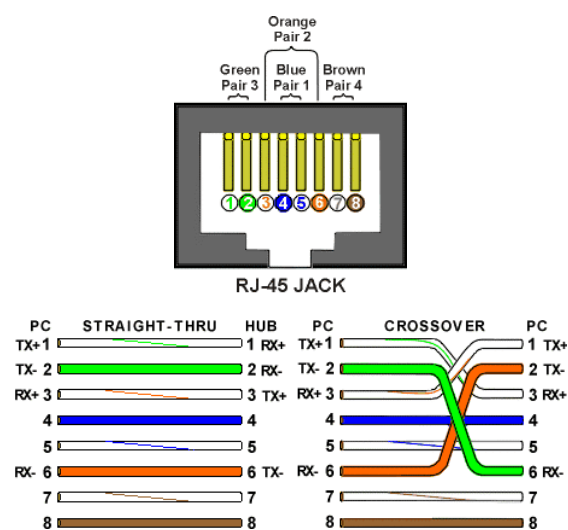 Orange
Pair 2
Green Blue Brown
Pair 3 Pair 1 Pair 4
1 2 3 4 5 6 7 8
RJ-45 JACK
PC STRAIGHT-THRU HUB
TX+ 1 1 RX+
TX- 2 2 RX-
RX+ 3 3 TX+
4 4
5 5
RX- 6 6 TX-
7 7
8 8
PC CROSSOVER PC
TX+ 1 1 TX+
TX- 2 2 TX-
RX+ 3 3 RX+
4 4
5 5
RX- 6 6 RX-
7 7
8 8